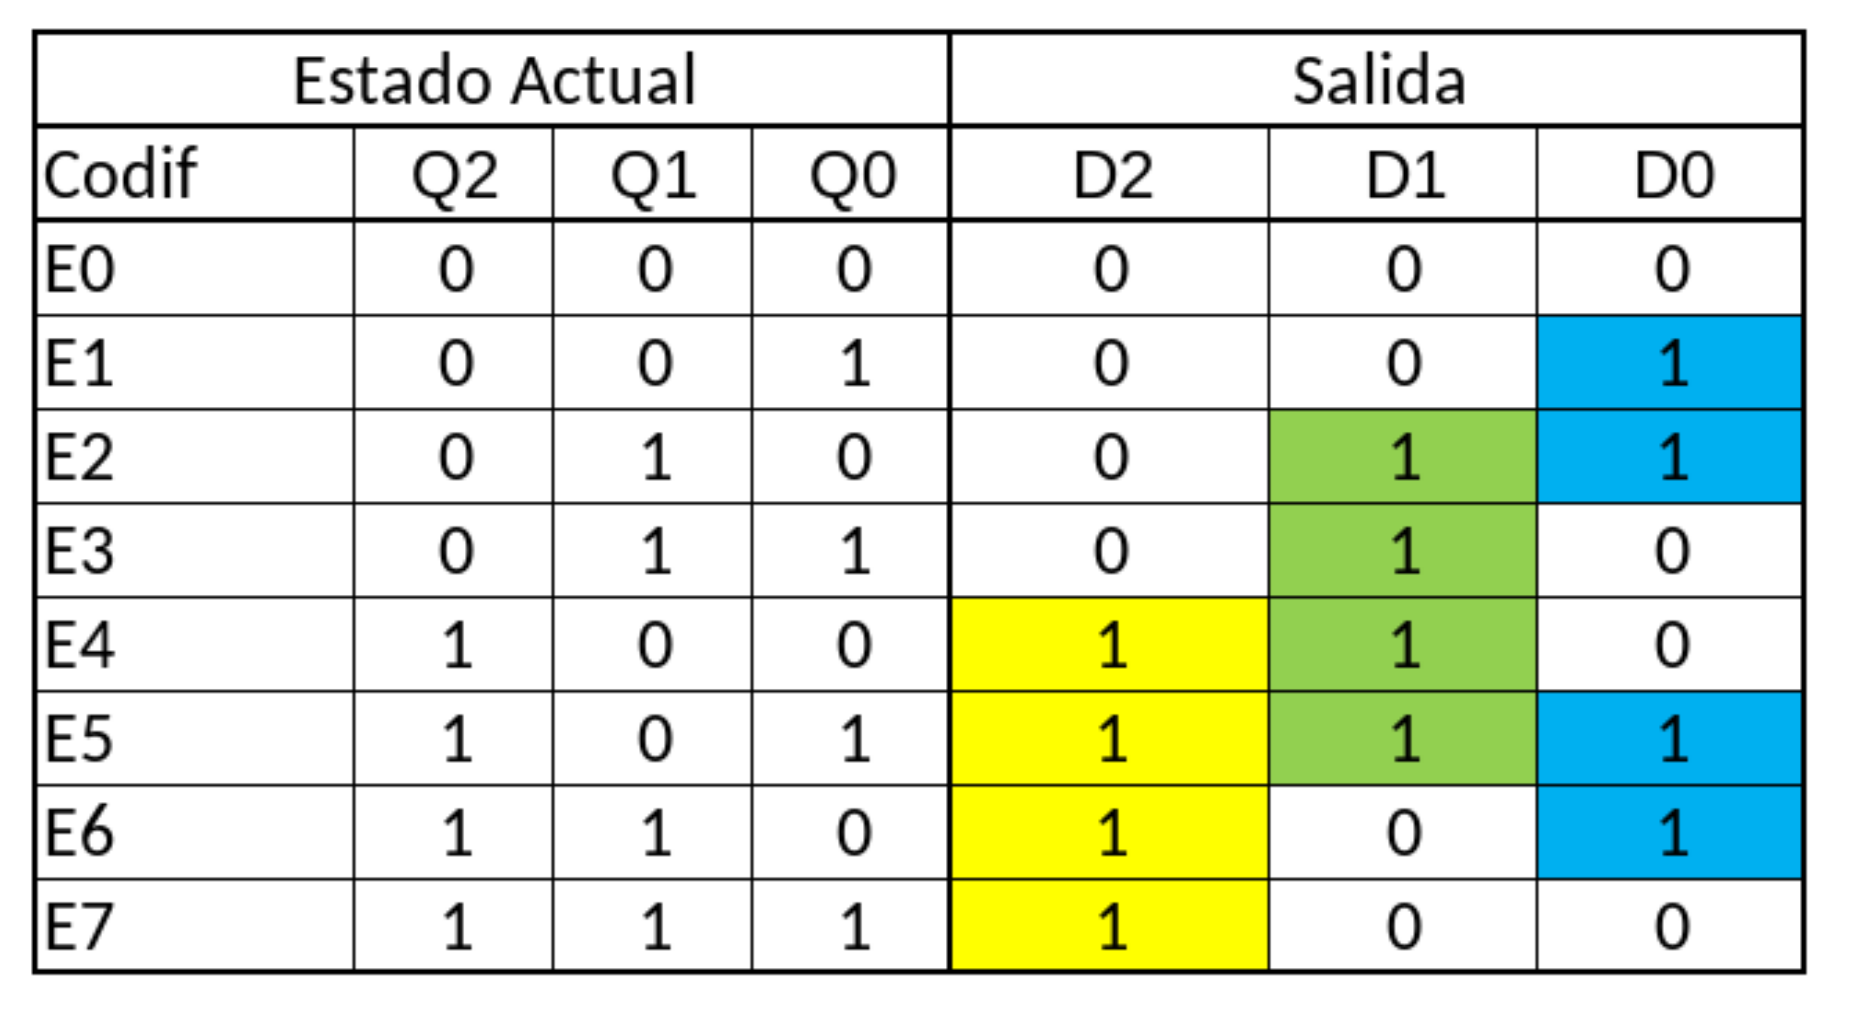 Estado Actual Salida
Codif Q2 Q1 Q0 D2 D1 D0
E0 0 0 0 0 0 0
E1 0 0 1 0 0 1
E2 0 1 0 0 1 1
E3 0 1 1 0 1 0
E4 1 0 0 1 1 0
E5 1 0 1 1 1 1
E6 1 1 0 1 0 1
E7 1 1 1 1 0 0